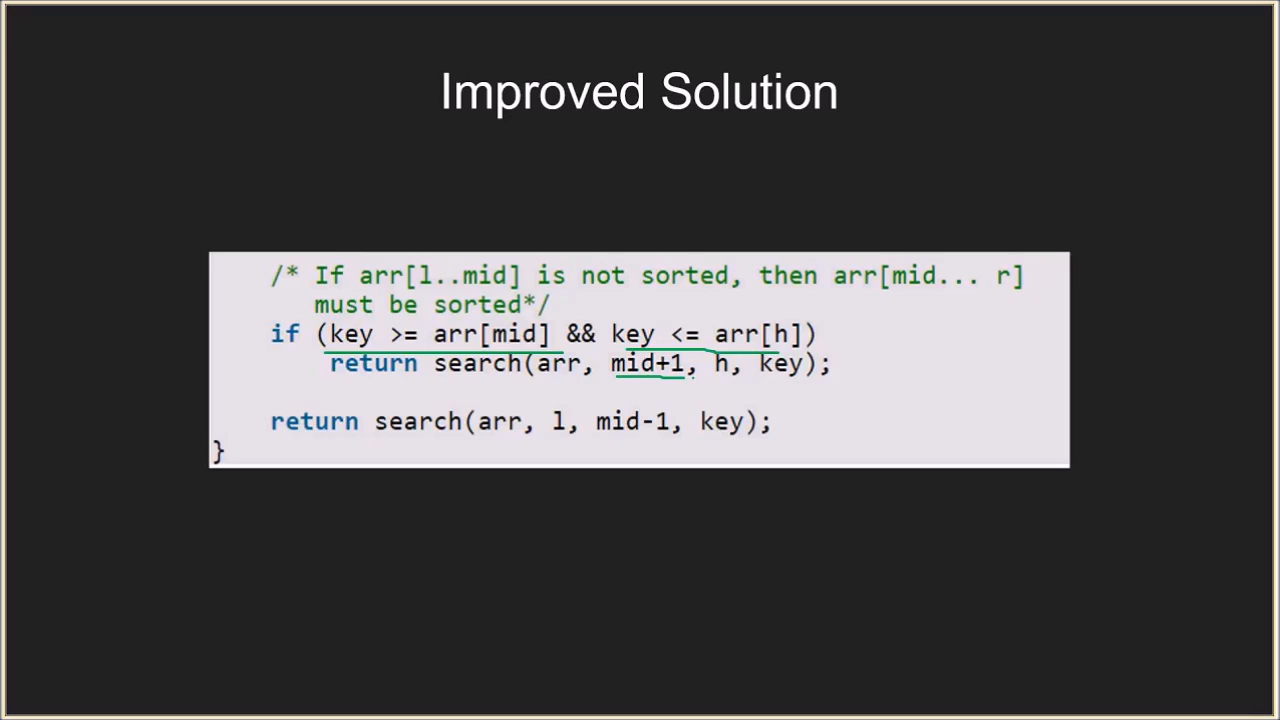 Improved Solution
/* If arr[l..mid] is not sorted, then arr[mid... r]
must be sorted*/
if (key >= arr[mid] && key <= arr[h])
return search(arr, mid+1, h, key);
return search(arr, l, mid-1, key);
}